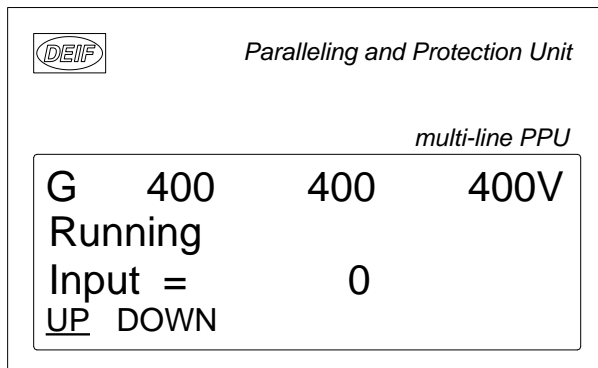 DEIF
Paralleling and Protection Unit
multi-line PPU
G 400 400 400V
Running
Input = 0
UP DOWN